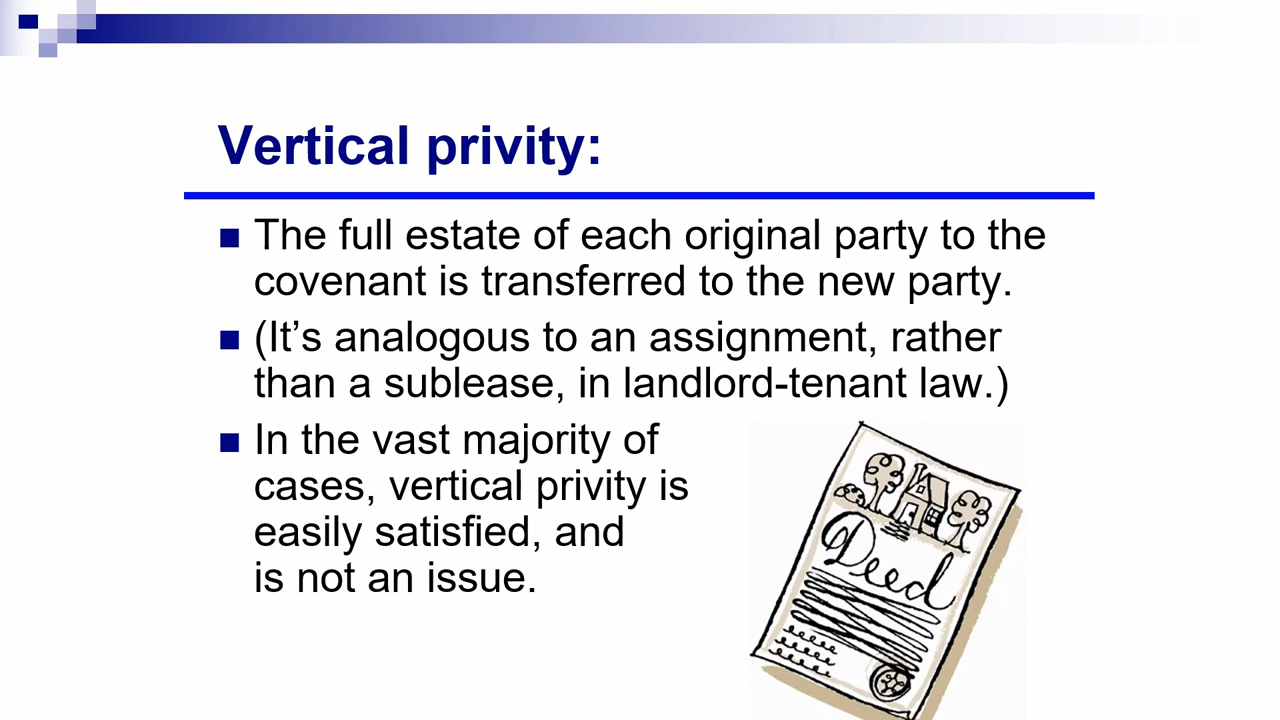 Vertical privity:
The full estate of each original party to the
covenant is transferred to the new party.
(It’s analogous to an assignment, rather
than a sublease, in landlord-tenant law.)
In the vast majority of
cases, vertical privity is
easily satisfied, and
is not an issue.
Deed